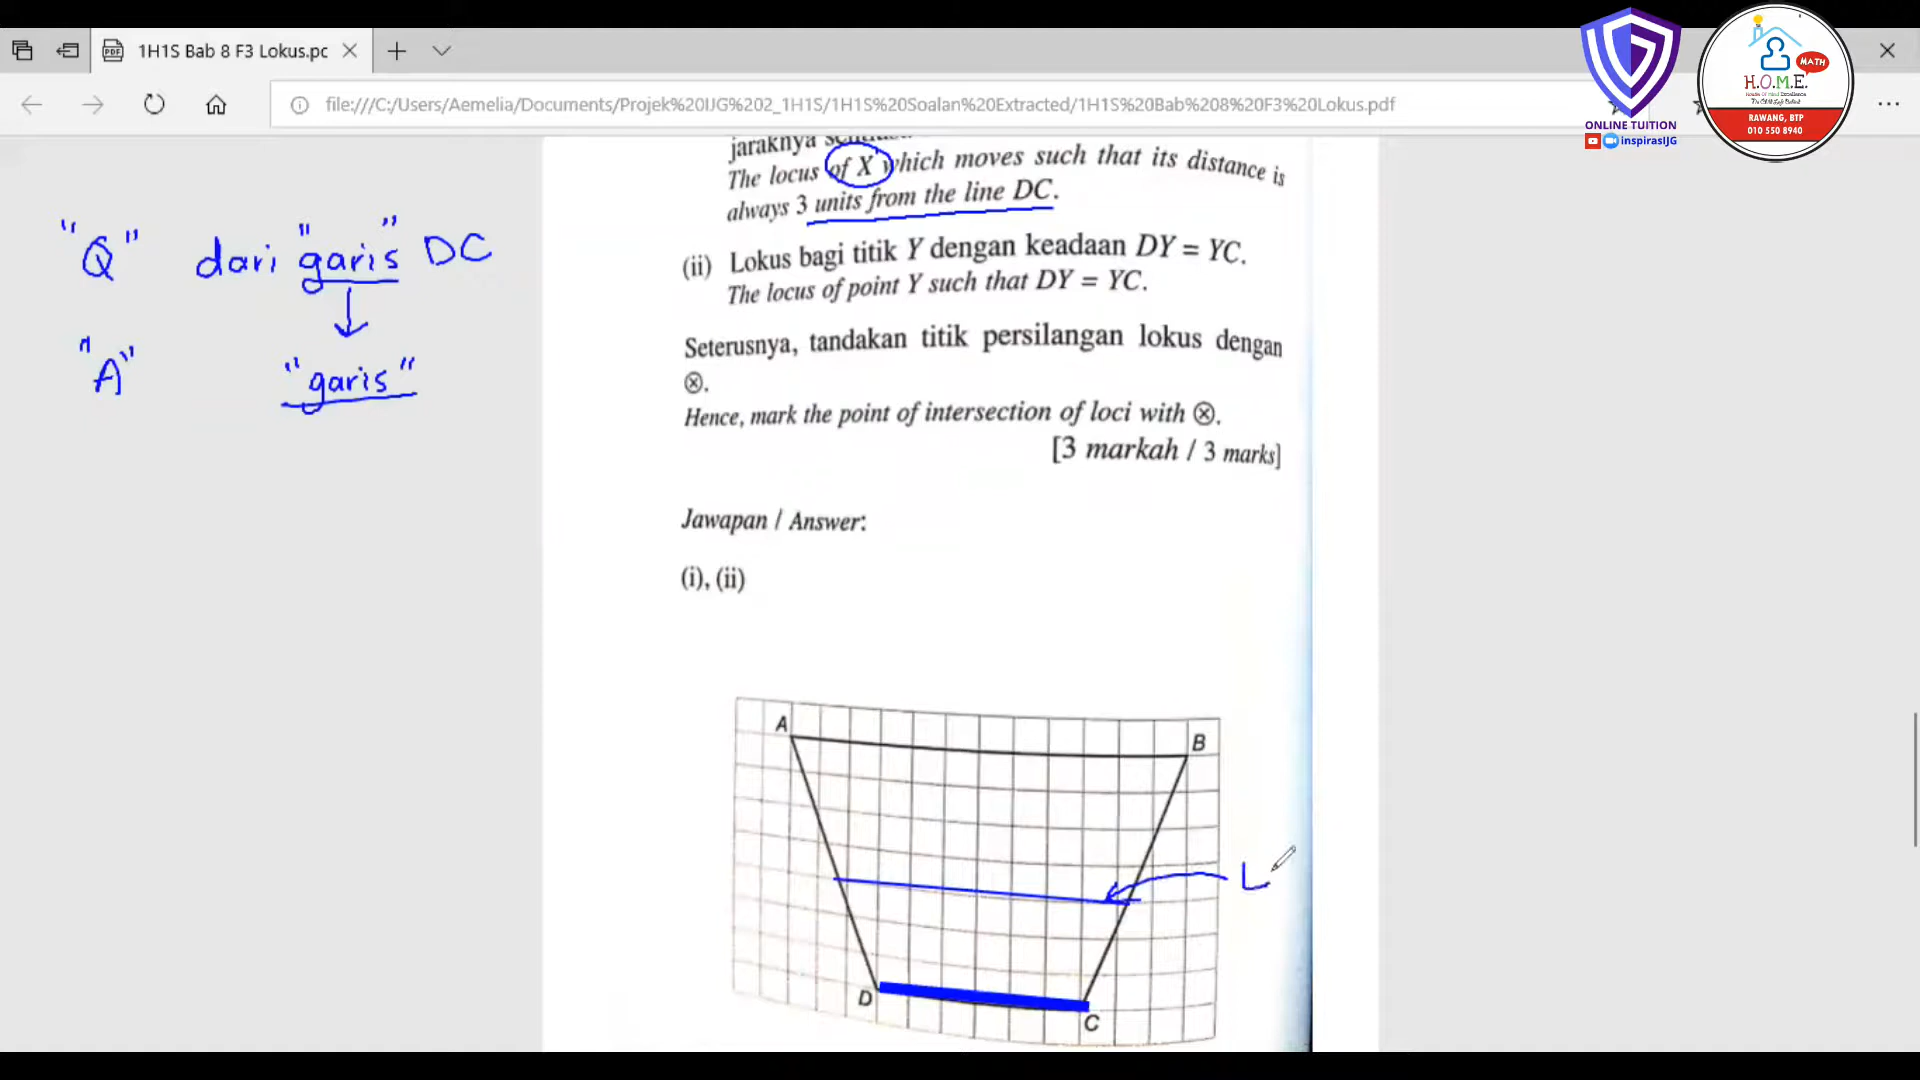 1H1S Bab 8 F3 Lokus.pc
file:///C:/Users/Aemelia/Documents/Projek%20IJG%202_1H1S/1H1S%20Soalan%20Extracted/1H1S%20Bab%208%20F3%20Lokus.pdf
ONLINE TUITION
inspirasIJG
MATH
H.O.M.E.
RAWANG, BTP
010 550 8940
jaraknya
The locus of X which moves such that its distance is
always 3 units from the line DC.
(ii) Lokus bagi titik Y dengan keadaan DY = YC.
The locus of point Y such that DY = YC.
Seterusnya, tandakan titik persilangan lokus dengan
⊗.
Hence, mark the point of intersection of loci with ⊗.
[3 markah / 3 marks]
Jawapan / Answer:
(i), (ii)
A
B
D
C
"Q" dari "garis" DC
"A" "garis"
L